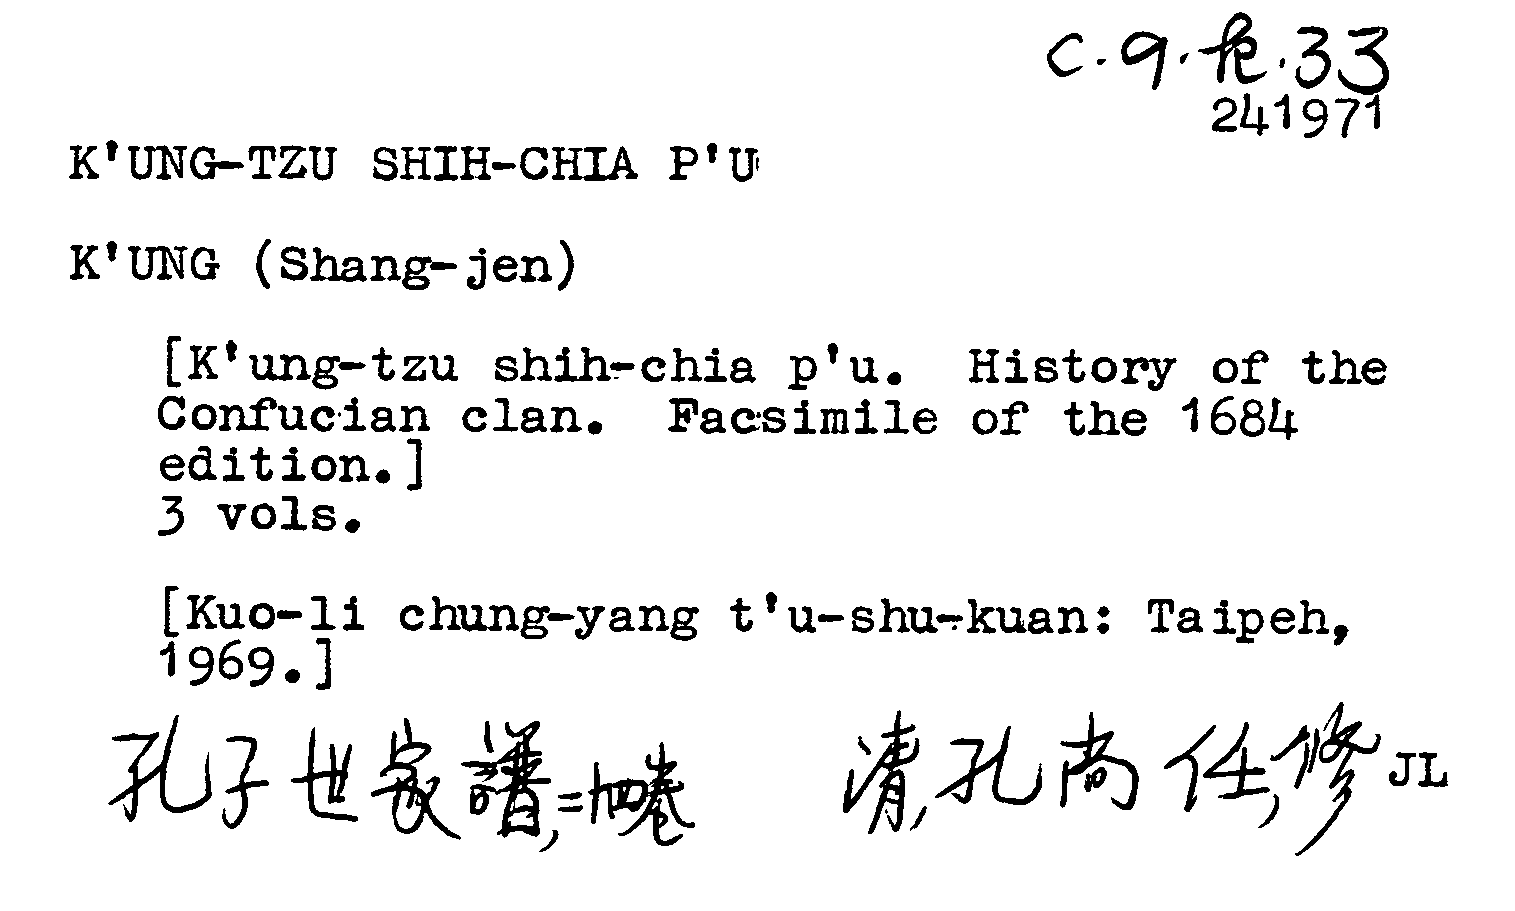 C.9.k.33
241971
K'UNG-TZU SHIH-CHIA P'U
K'UNG (Shang-jen)
[K'ung-tzu shih-chia p'u. History of the
Confucian clan. Facsimile of the 1684
edition.]
3 vols.
[Kuo-li chung-yang t'u-shu-kuan: Taipeh,
1969.]
孔子世家譜,二十四卷 清,孔尚任,修 JL